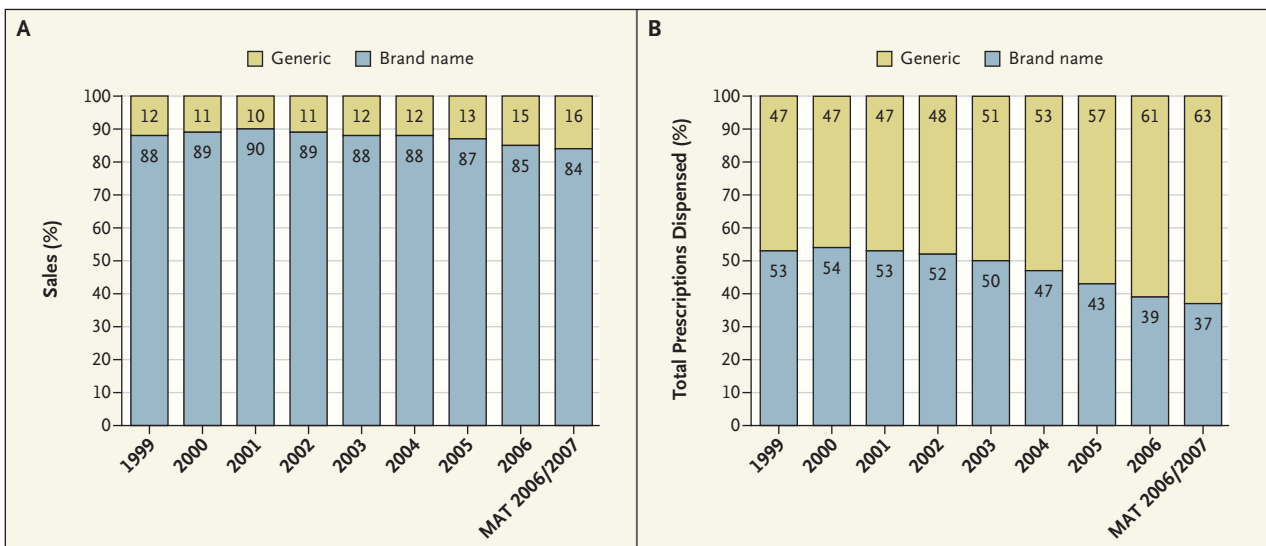 A
Generic Brand name
Sales (%)
100
90
80
70
60
50
40
30
20
10
0
12 11 10 11 12 12 13 15 16
88 89 90 89 88 88 87 85 84
1999 2000 2001 2002 2003 2004 2005 2006 MAT 2006/2007
B
Generic Brand name
Total Prescriptions Dispensed (%)
100
90
80
70
60
50
40
30
20
10
0
47 47 47 48 51 53 57 61 63
53 54 53 52 50 47 43 39 37
1999 2000 2001 2002 2003 2004 2005 2006 MAT 2006/2007